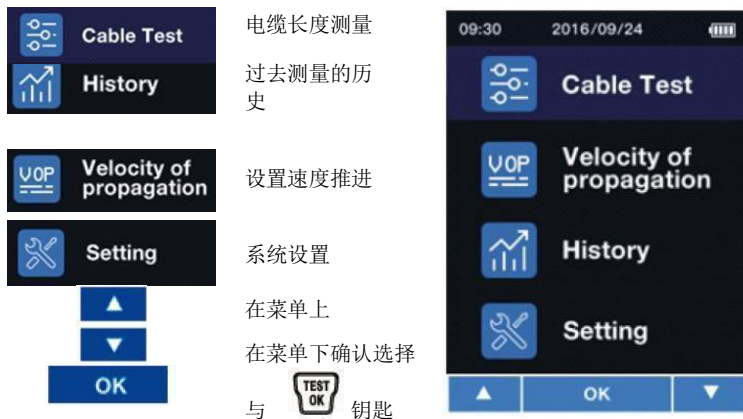 Cable Test
电缆长度测量
History
过去测量的历
史
VOP
Velocity of
propagation
设置速度推进
Setting
系统设置
▲
在菜单上
▼
在菜单下确认选择
OK
与 TEST OK 钥匙
09:30 2016/09/24
Cable Test
VOP
Velocity of
propagation
History
Setting
▲ OK ▼